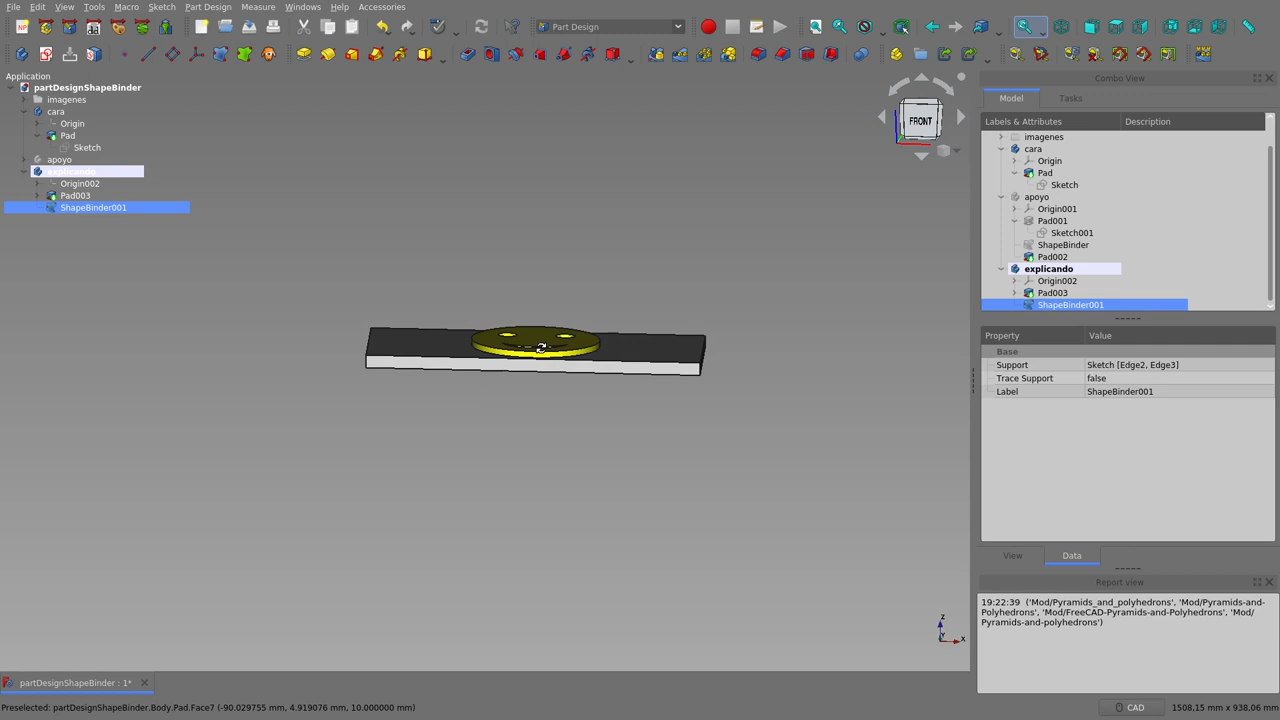 File Edit View Tools Macro Sketch Part Design Measure Windows Help Accessories
Part Design
Application
partDesignShapeBinder
imagenes
cara
Origin
Pad
Sketch
apoyo
explicando
Origin002
Pad003
ShapeBinder001
FRONT
Z
Y
X
Combo View
Model Tasks
Labels & Attributes Description
imagenes
cara
Origin
Pad
Sketch
apoyo
Origin001
Pad001
Sketch001
ShapeBinder
Pad002
explicando
Origin002
Pad003
ShapeBinder001
Property Value
Base
Support Sketch [Edge2, Edge3]
Trace Support false
Label ShapeBinder001
View Data
Report view
19:22:39 ('Mod/Pyramids_and_polyhedrons', 'Mod/Pyramids-and-
Polyhedrons', 'Mod/FreeCAD-Pyramids-and-Polyhedrons', 'Mod/
Pyramids-and-polyhedrons')
partDesignShapeBinder : 1*
Preselected: partDesignShapeBinder.Body.Pad.Face7 (-90.029755 mm, 4.919076 mm, 10.000000 mm)
CAD 1508,15 mm x 938,06 mm